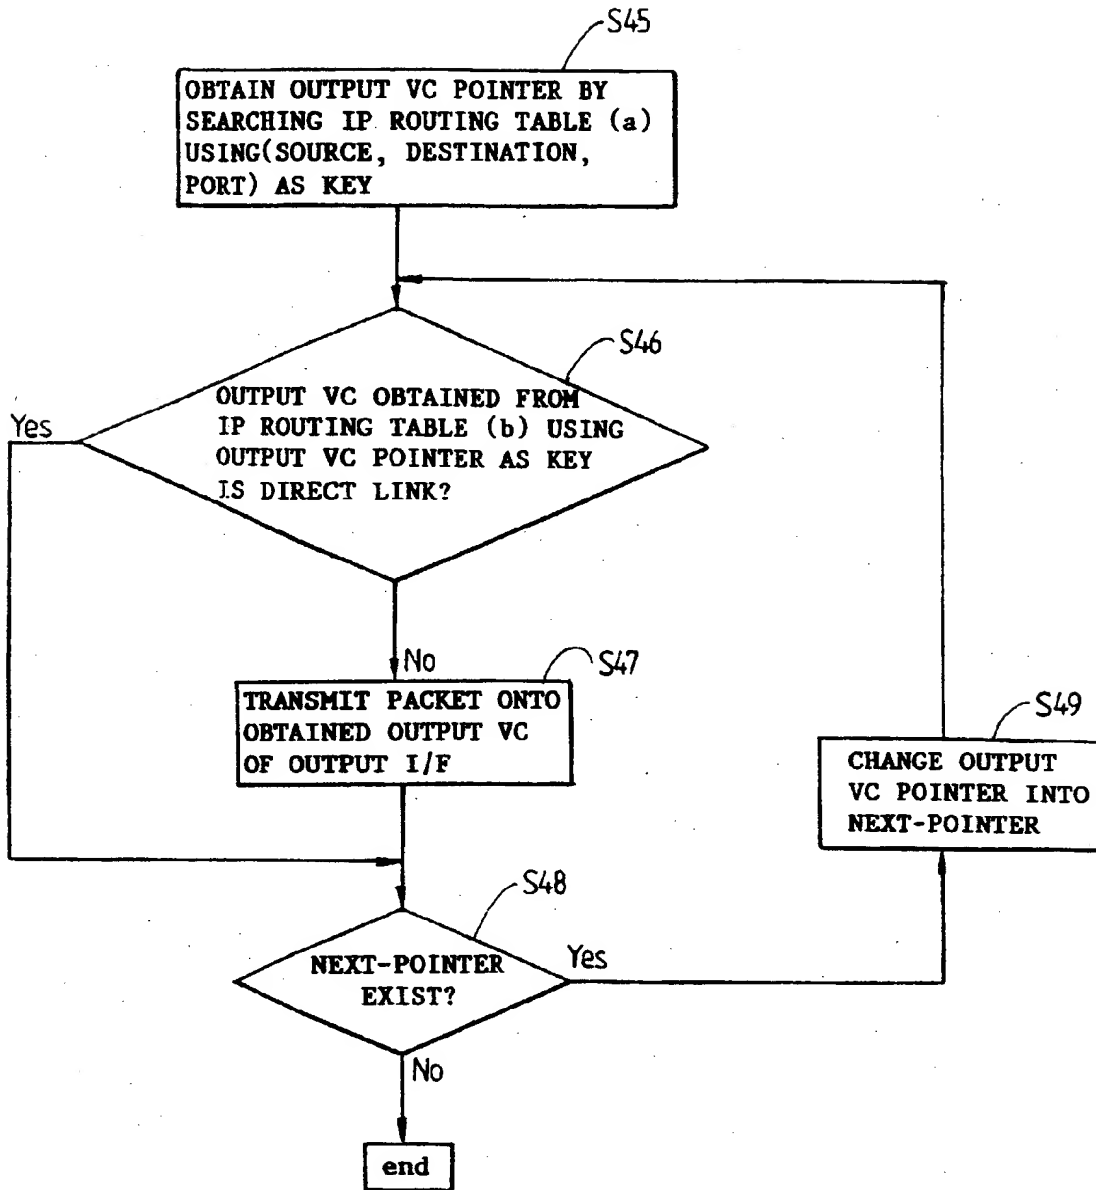 S45
OBTAIN OUTPUT VC POINTER BY
SEARCHING IP ROUTING TABLE (a)
USING(SOURCE, DESTINATION,
PORT) AS KEY
S46
OUTPUT VC OBTAINED FROM
IP ROUTING TABLE (b) USING
OUTPUT VC POINTER AS KEY
IS DIRECT LINK?
Yes
No
S47
TRANSMIT PACKET ONTO
OBTAINED OUTPUT VC
OF OUTPUT I/F
S49
CHANGE OUTPUT
VC POINTER INTO
NEXT-POINTER
S48
NEXT-POINTER
EXIST?
Yes
No
end